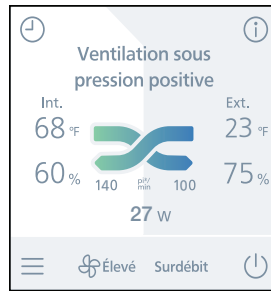 Ventilation sous
pression positive
Int.
Ext.
68 °F
23 °F
60 %
75 %
140 pi³/min 100
27 W
Élevé Surdébit